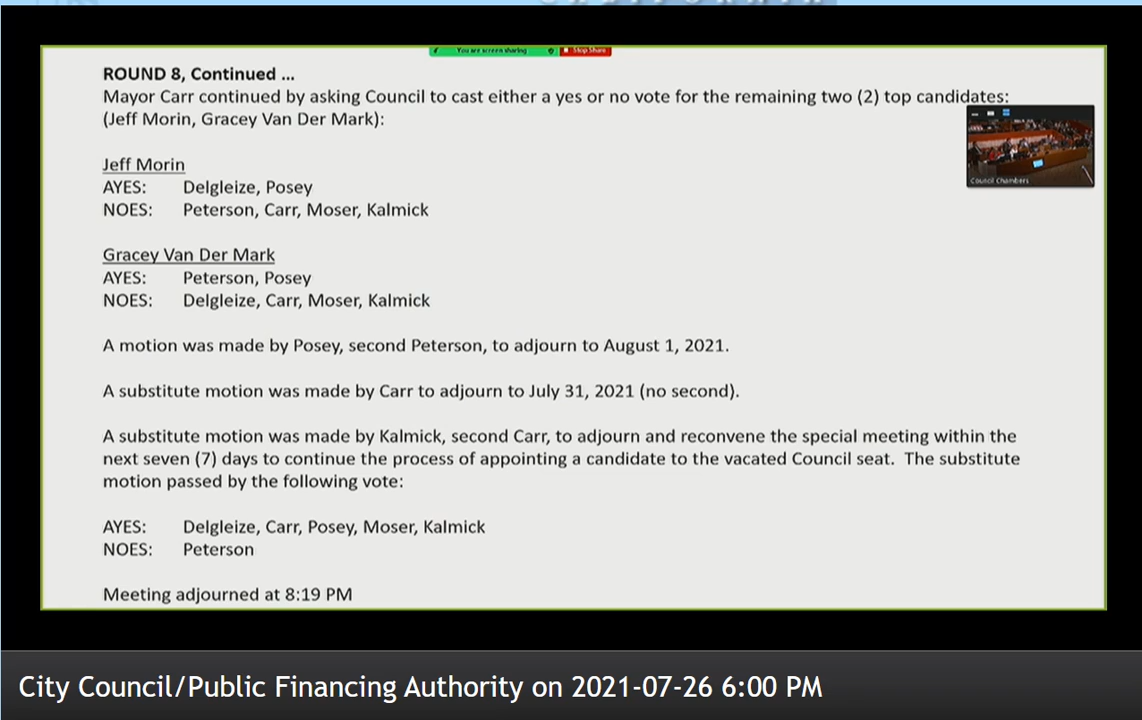 You are screen sharing
Stop Share
ROUND 8, Continued ...
Mayor Carr continued by asking Council to cast either a yes or no vote for the remaining two (2) top candidates:
(Jeff Morin, Gracey Van Der Mark):
Council Chambers
Jeff Morin
AYES: Delgleize, Posey
NOES: Peterson, Carr, Moser, Kalmick
Gracey Van Der Mark
AYES: Peterson, Posey
NOES: Delgleize, Carr, Moser, Kalmick
A motion was made by Posey, second Peterson, to adjourn to August 1, 2021.
A substitute motion was made by Carr to adjourn to July 31, 2021 (no second).
A substitute motion was made by Kalmick, second Carr, to adjourn and reconvene the special meeting within the
next seven (7) days to continue the process of appointing a candidate to the vacated Council seat. The substitute
motion passed by the following vote:
AYES: Delgleize, Carr, Posey, Moser, Kalmick
NOES: Peterson
Meeting adjourned at 8:19 PM
City Council/Public Financing Authority on 2021-07-26 6:00 PM